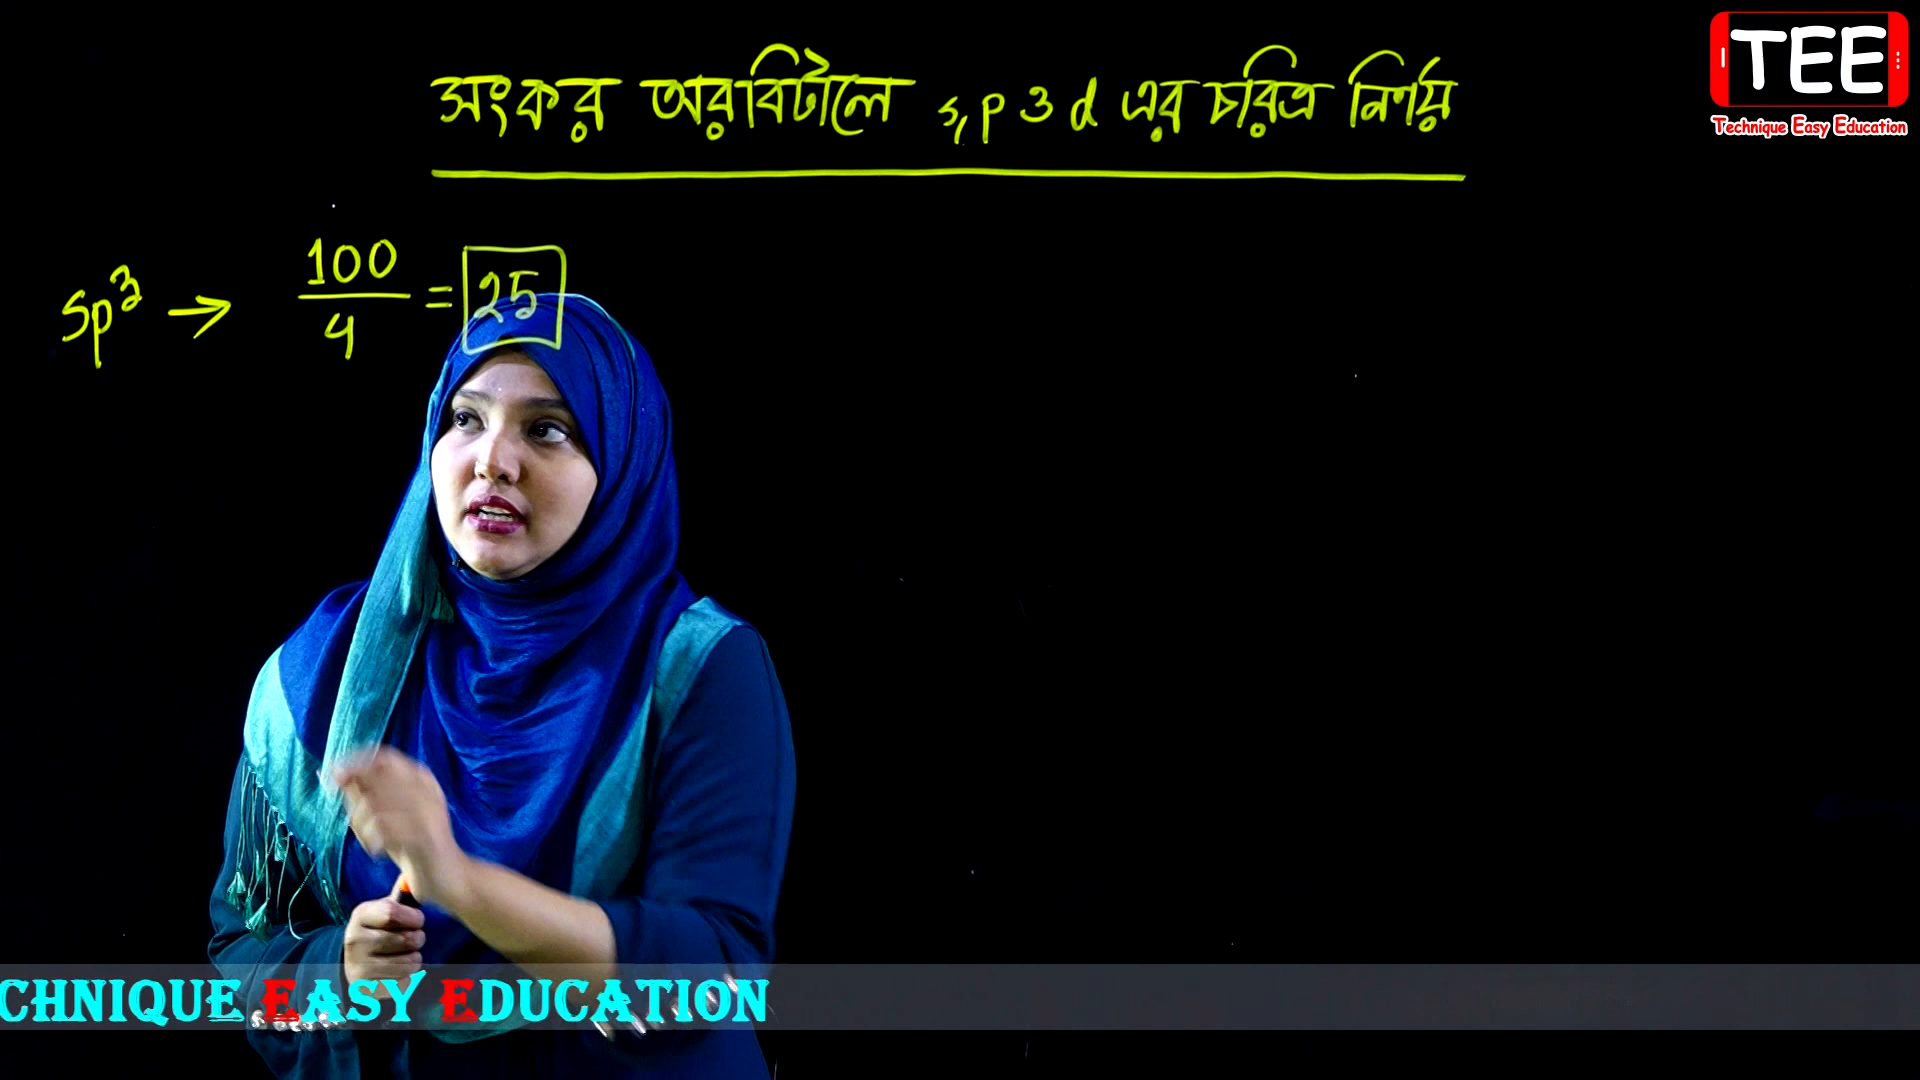 সংকর অরবিটালে s, p ও d এর চরিত্র নির্ণয়
TEE
Technique Easy Education
sp³ → 100/4 = 25
CHNIQUE EASY EDUCATION